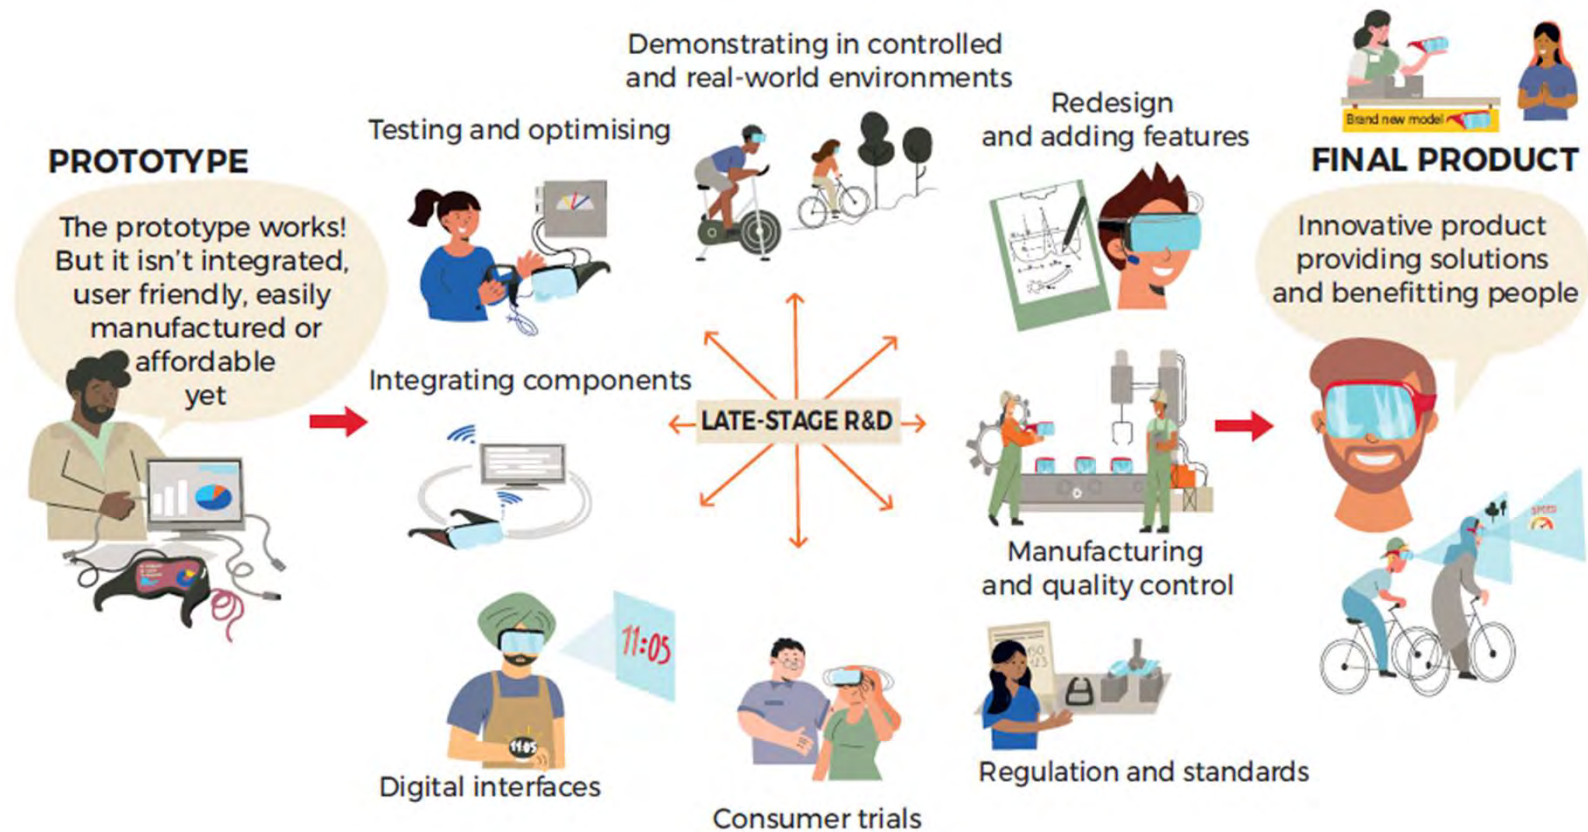 PROTOTYPE
The prototype works!
But it isn't integrated,
user friendly, easily
manufactured or
affordable
yet
Testing and optimising
Integrating components
11:05
11:05
Digital interfaces
Demonstrating in controlled
and real-world environments
LATE-STAGE R&D
Consumer trials
Redesign
and adding features
Manufacturing
and quality control
Regulation and standards
Brand new model
FINAL PRODUCT
Innovative product
providing solutions
and benefitting people
SPEED